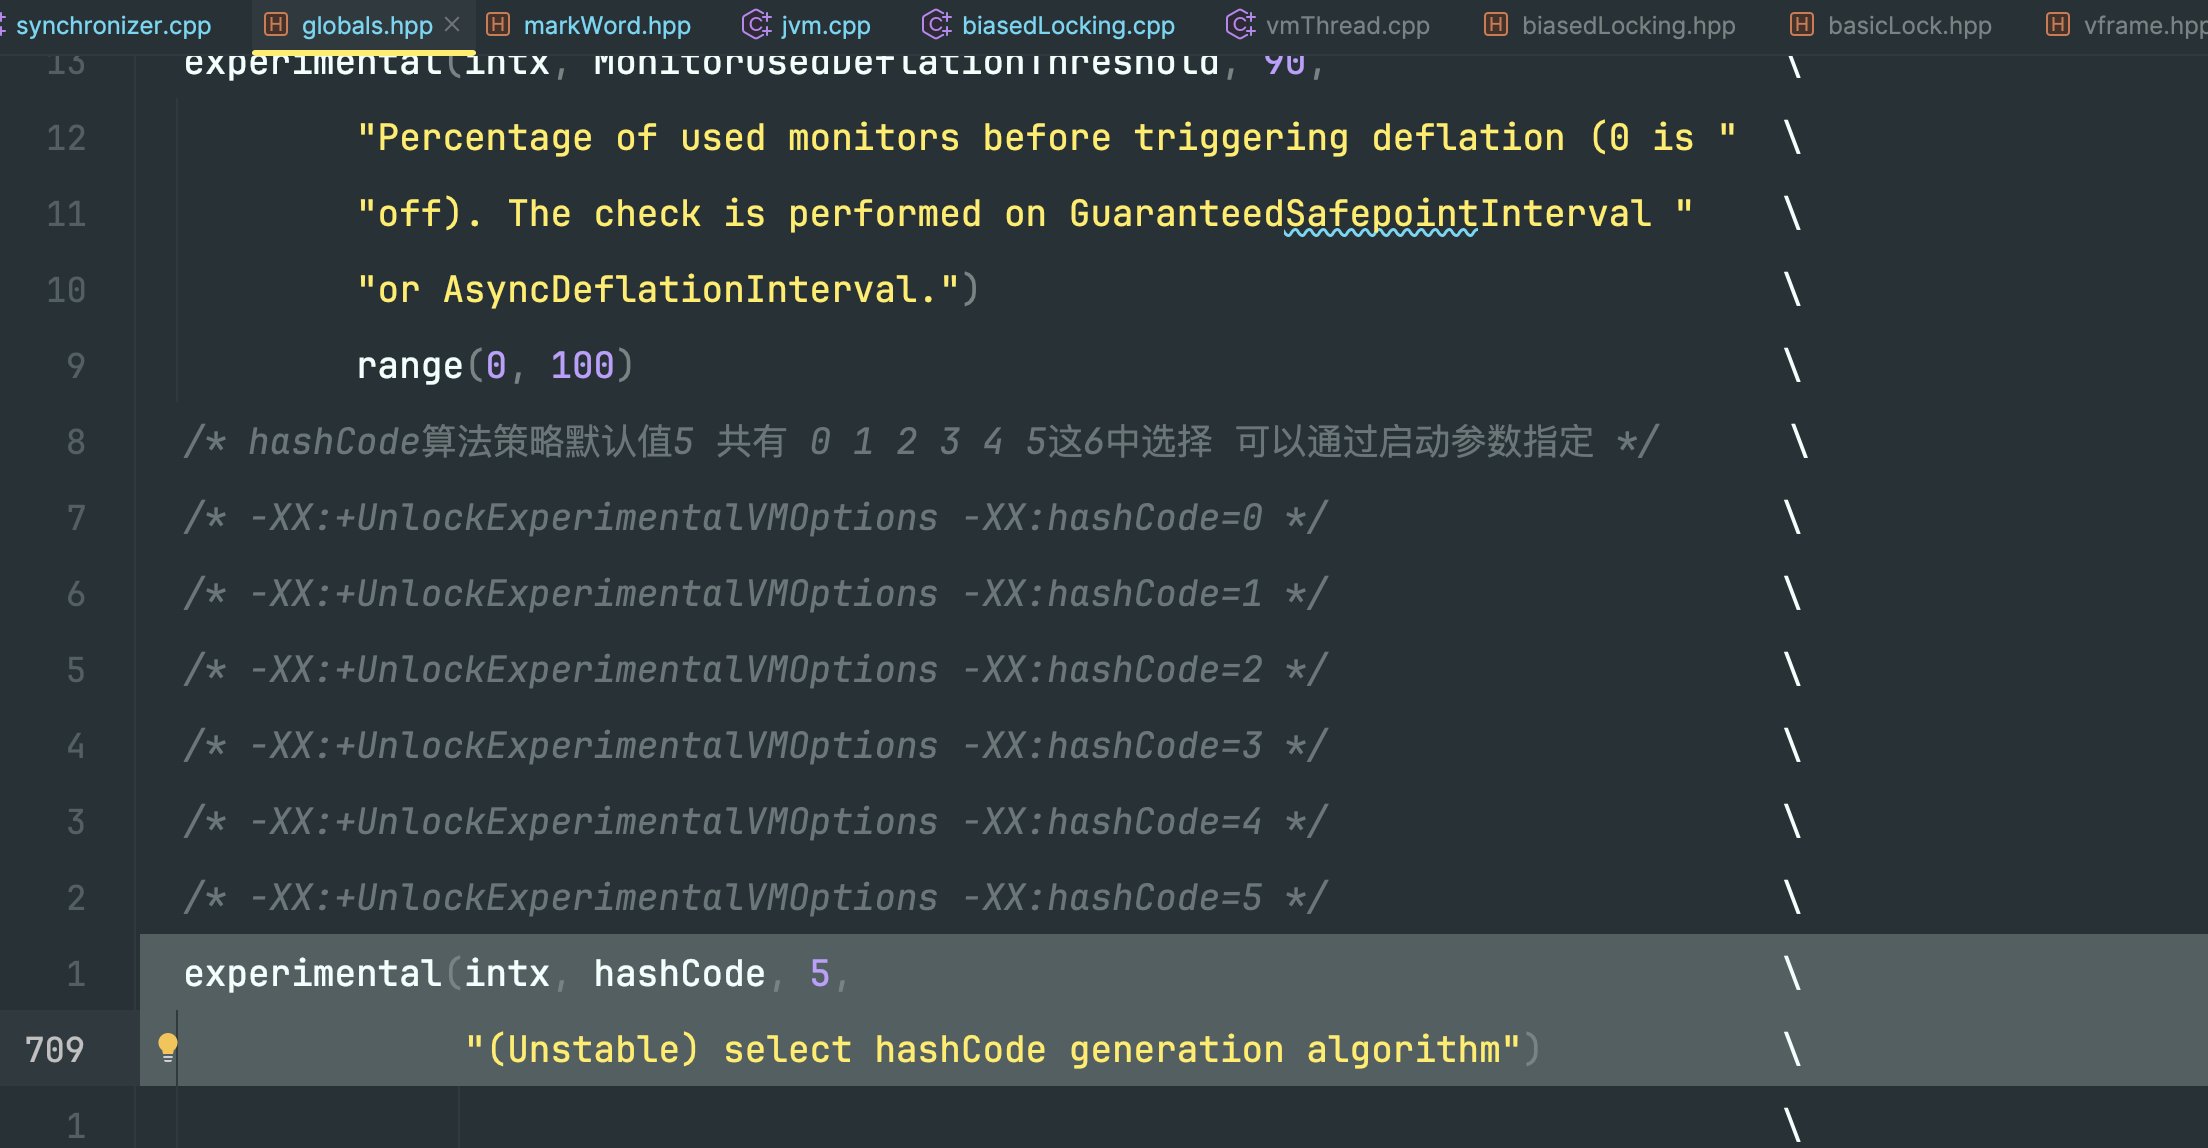 synchronizer.cpp globals.hpp markWord.hpp jvm.cpp biasedLocking.cpp vmThread.cpp biasedLocking.hpp basicLock.hpp vframe.hpp
13 experimental(intx, MonitorUsedDeflationThreshold, 90, \
12 "Percentage of used monitors before triggering deflation (0 is " \
11 "off). The check is performed on GuaranteedSafepointInterval " \
10 "or AsyncDeflationInterval.") \
9 range(0, 100) \
8 /* hashCode算法策略默认值5 共有 0 1 2 3 4 5这6中选择 可以通过启动参数指定 */ \
7 /* -XX:+UnlockExperimentalVMOptions -XX:hashCode=0 */ \
6 /* -XX:+UnlockExperimentalVMOptions -XX:hashCode=1 */ \
5 /* -XX:+UnlockExperimentalVMOptions -XX:hashCode=2 */ \
4 /* -XX:+UnlockExperimentalVMOptions -XX:hashCode=3 */ \
3 /* -XX:+UnlockExperimentalVMOptions -XX:hashCode=4 */ \
2 /* -XX:+UnlockExperimentalVMOptions -XX:hashCode=5 */ \
1 experimental(intx, hashCode, 5, \
709 "(Unstable) select hashCode generation algorithm") \
1 \